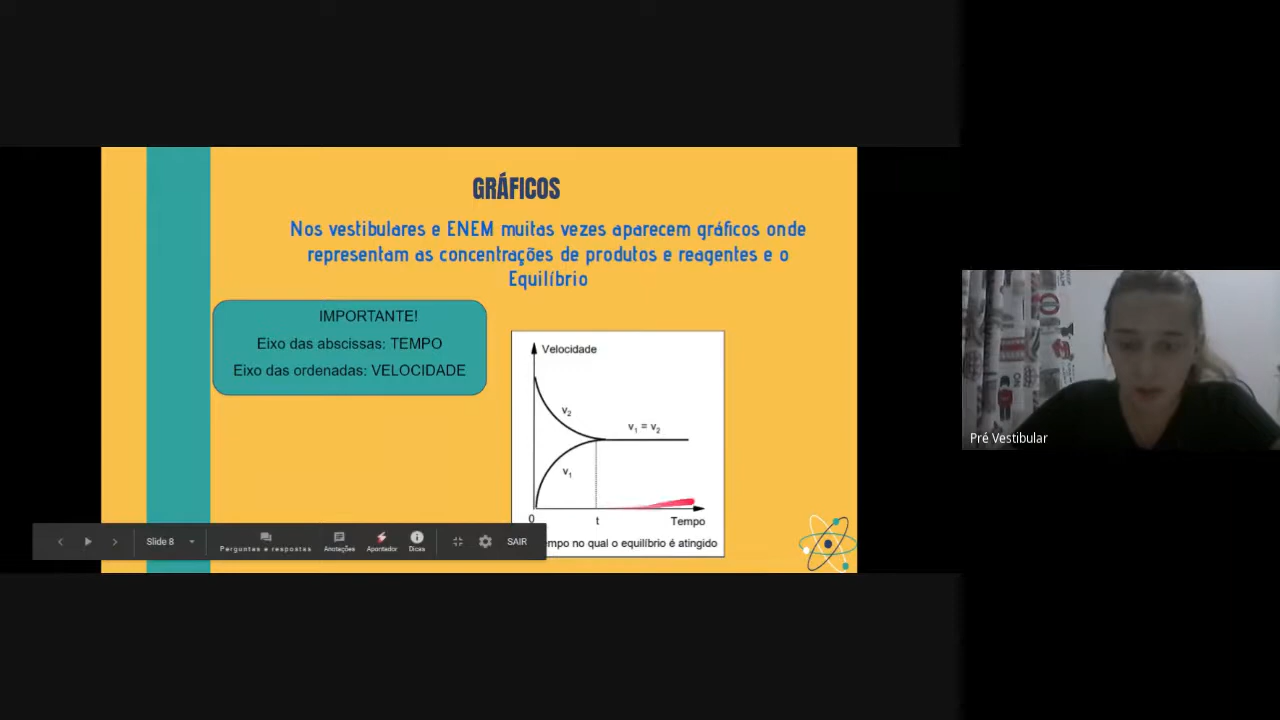 GRÁFICOS
Nos vestibulares e ENEM muitas vezes aparecem gráficos onde
representam as concentrações de produtos e reagentes e o
Equilíbrio
IMPORTANTE!
Eixo das abscissas: TEMPO
Eixo das ordenadas: VELOCIDADE
Velocidade
v2
v1 = v2
v1
0
t
Tempo
no qual o equilíbrio é atingido
Slide 8
Perguntas e respostas
Anotações
Apontador
Dicas
SAIR
Pré Vestibular